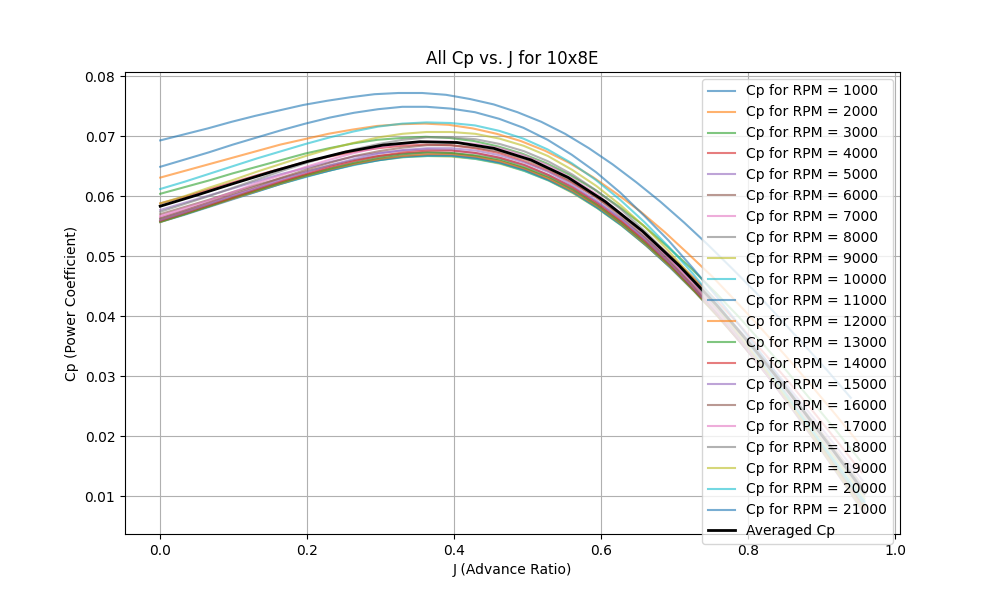 All Cp vs. J for 10x8E
Cp (Power Coefficient)
0.08
0.07
0.06
0.05
0.04
0.03
0.02
0.01
0.0
0.2
0.4
0.6
0.8
1.0
J (Advance Ratio)
Cp for RPM = 1000
Cp for RPM = 2000
Cp for RPM = 3000
Cp for RPM = 4000
Cp for RPM = 5000
Cp for RPM = 6000
Cp for RPM = 7000
Cp for RPM = 8000
Cp for RPM = 9000
Cp for RPM = 10000
Cp for RPM = 11000
Cp for RPM = 12000
Cp for RPM = 13000
Cp for RPM = 14000
Cp for RPM = 15000
Cp for RPM = 16000
Cp for RPM = 17000
Cp for RPM = 18000
Cp for RPM = 19000
Cp for RPM = 20000
Cp for RPM = 21000
Averaged Cp